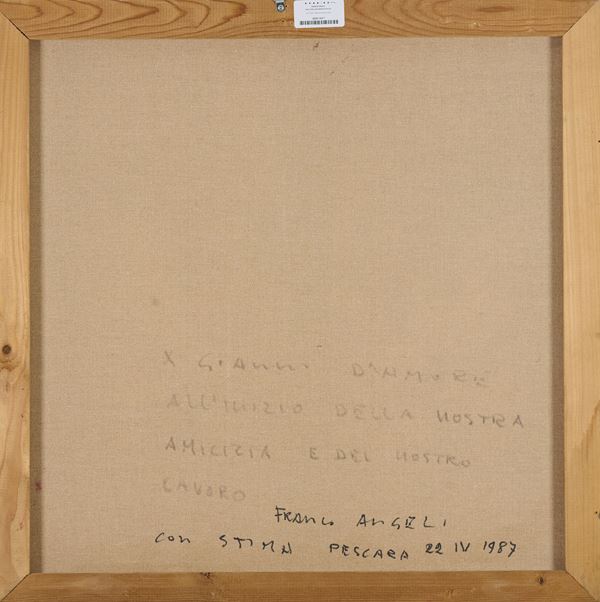 X GIANNI D'AMORE
ALL'INIZIO DELLA NOSTRA
AMICIZIA E DEL NOSTRO
LAVORO
FRANCO ANGELI
CON STIMA PESCARA 22 IV 1987